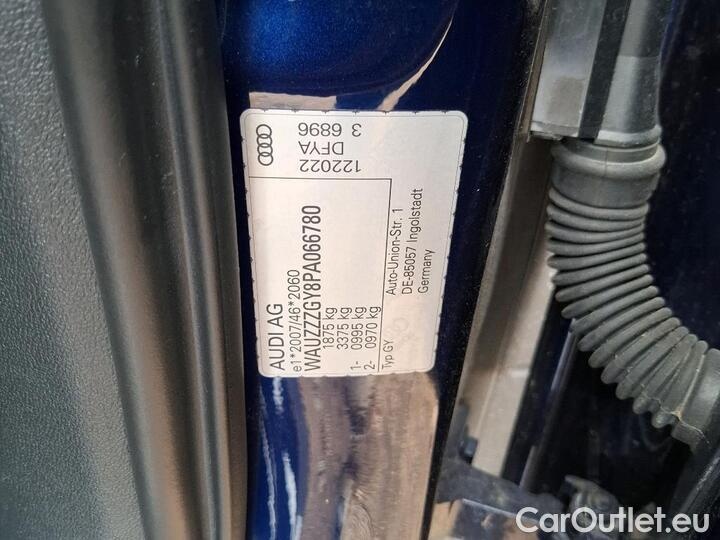 AUDI AG
e1*2007/46*2060
WAUZZZGY8PA066780
1875 kg
3375 kg
1- 0995 kg
2- 0970 kg
Typ GY
122022
DFYA
3 6896
Auto-Union-Str. 1
DE-85057 Ingolstadt
Germany
CarOutlet.eu